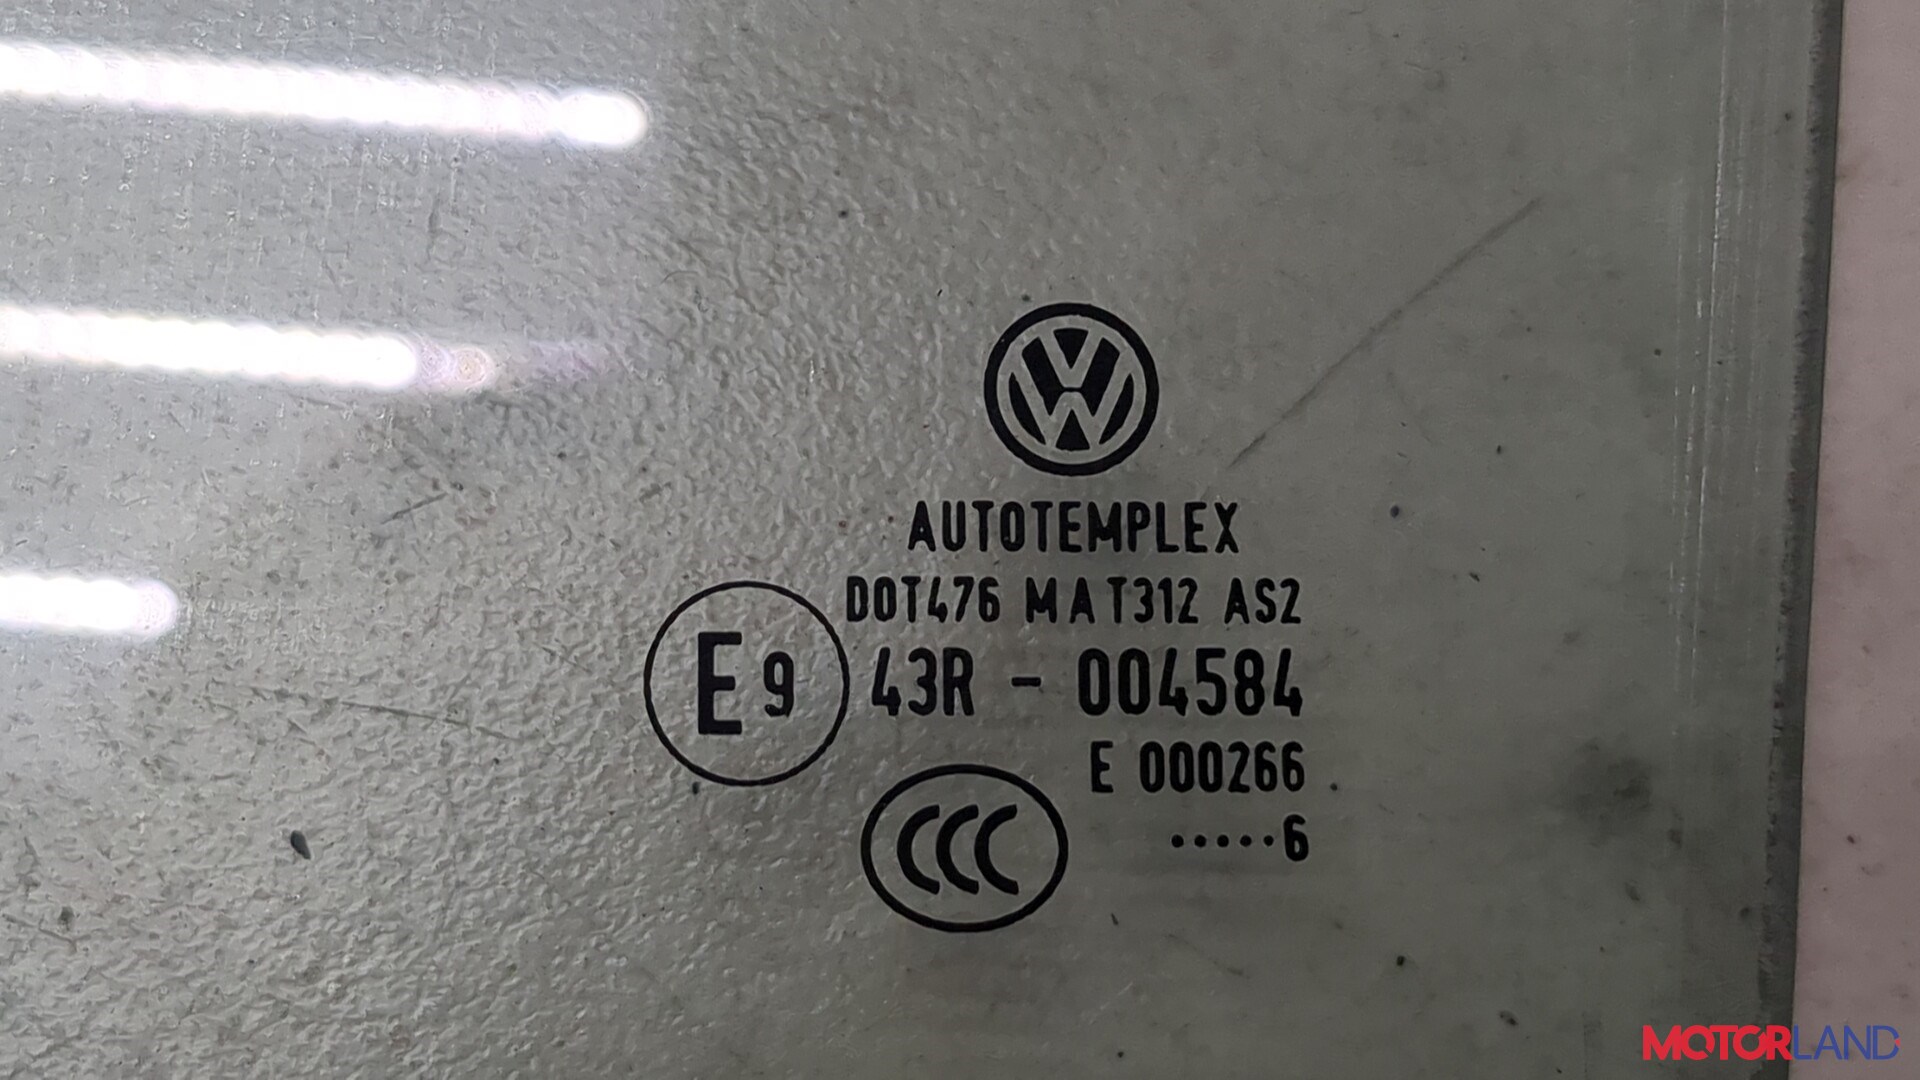 AUTOTEMPLEX
DOT476 MAT312 AS2
E9 43R - 004584
E 000266
CCC
.....6
MOTORLAND